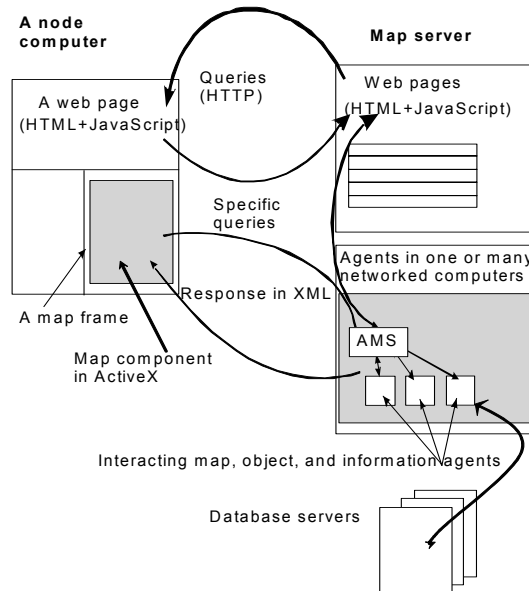 A node
computer
Map server
Queries
(HTTP)
A web page
(HTML+JavaScript)
Web pages
(HTML+JavaScript)
Specific
queries
Agents in one or many
networked computers
Response in XML
A map frame
AMS
Map component
in ActiveX
Interacting map, object, and information agents
Database servers